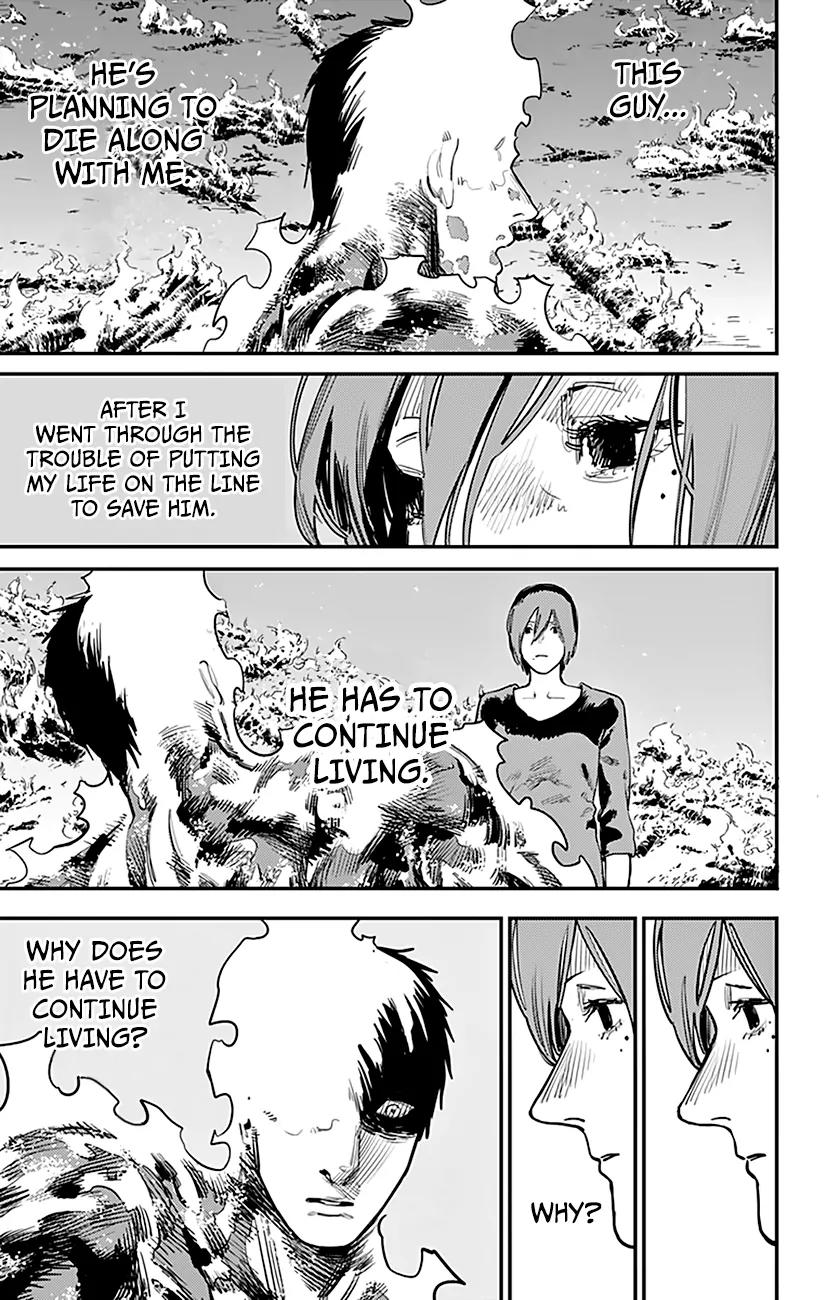 THIS
GUY...
HE'S
PLANNING TO
DIE ALONG
WITH ME.
AFTER I
WENT THROUGH THE
TROUBLE OF PUTTING
MY LIFE ON THE LINE
TO SAVE HIM.
HE HAS TO
CONTINUE
LIVING.
WHY?
WHY DOES
HE HAVE TO
CONTINUE
LIVING?